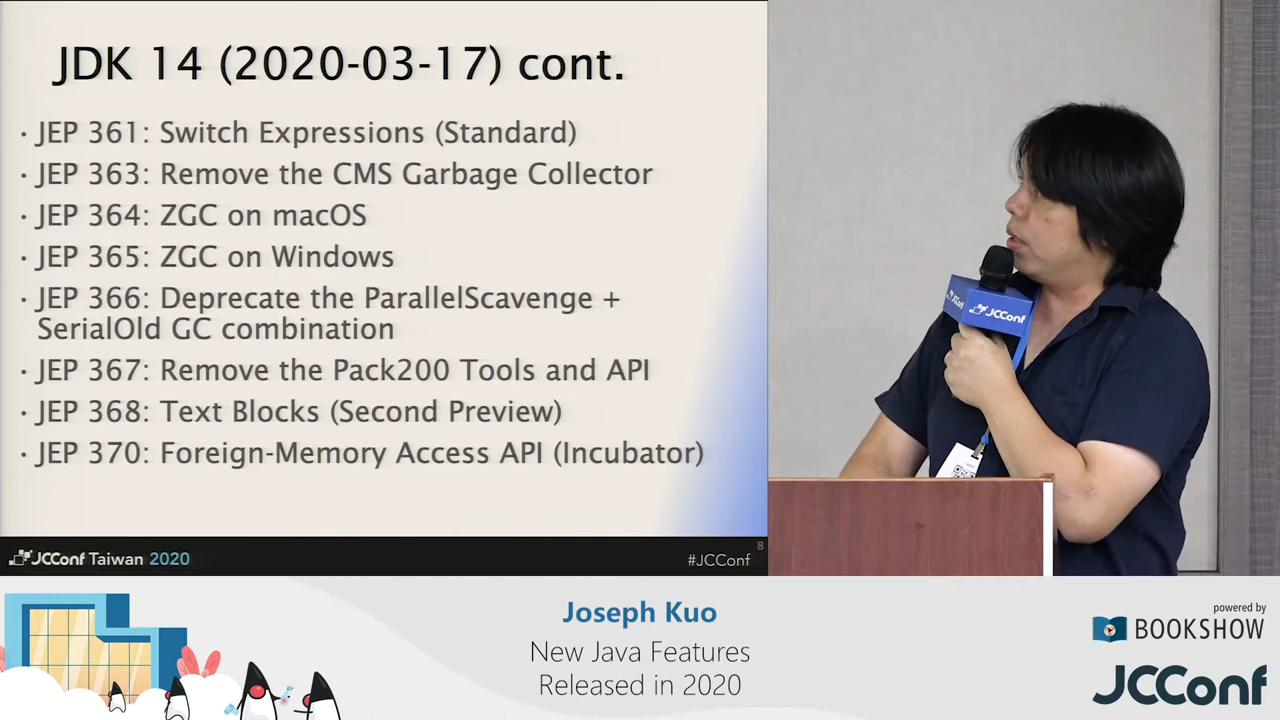 JDK 14 (2020-03-17) cont.
• JEP 361: Switch Expressions (Standard)
• JEP 363: Remove the CMS Garbage Collector
• JEP 364: ZGC on macOS
• JEP 365: ZGC on Windows
• JEP 366: Deprecate the ParallelScavenge +
SerialOld GC combination
• JEP 367: Remove the Pack200 Tools and API
• JEP 368: Text Blocks (Second Preview)
• JEP 370: Foreign-Memory Access API (Incubator)
JCConf Taiwan 2020
#JCConf
8
JCConf
Joseph Kuo
New Java Features
Released in 2020
powered by
BOOKSHOW
JCConf